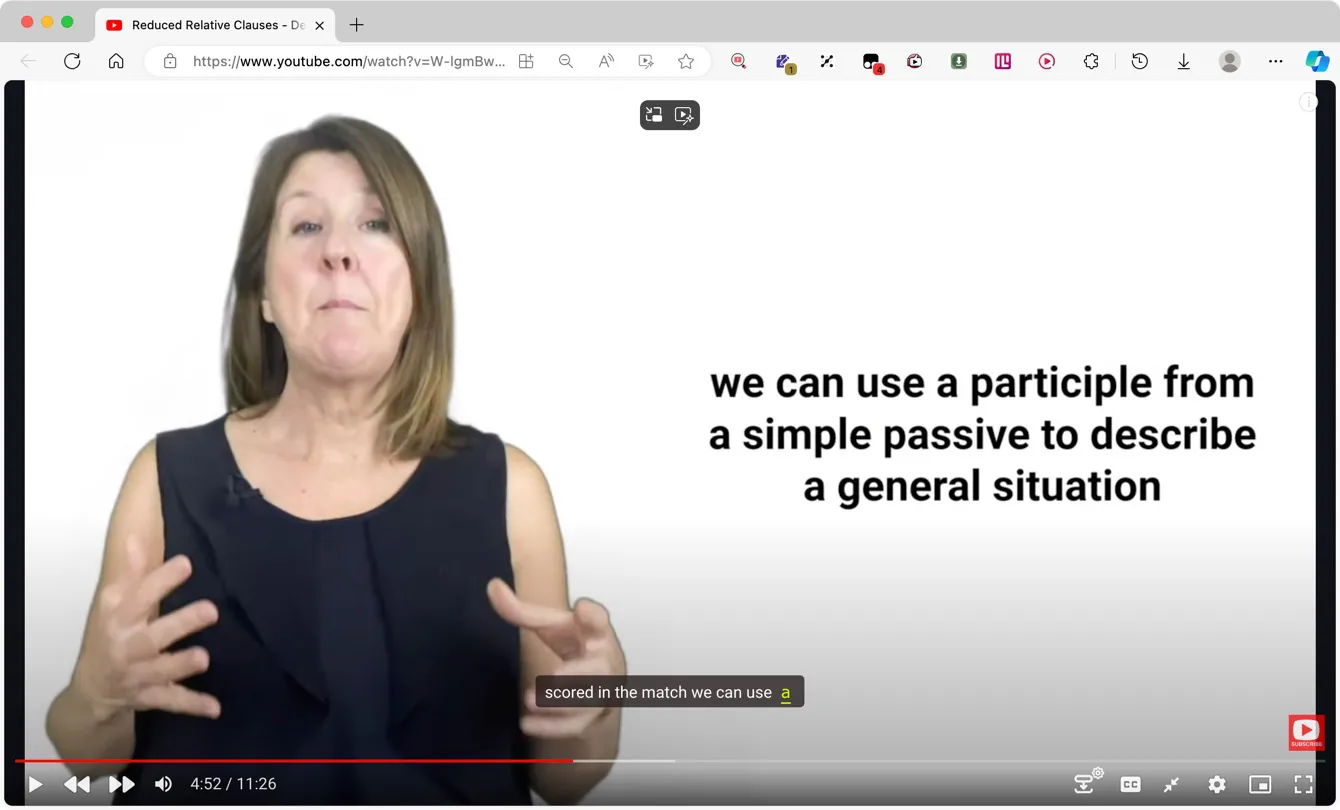 Reduced Relative Clauses - De
https://www.youtube.com/watch?v=W-IgmBw...
1
4
we can use a participle from
a simple passive to describe
a general situation
scored in the match we can use a
SUBSCRIBE
4:52 / 11:26
CC